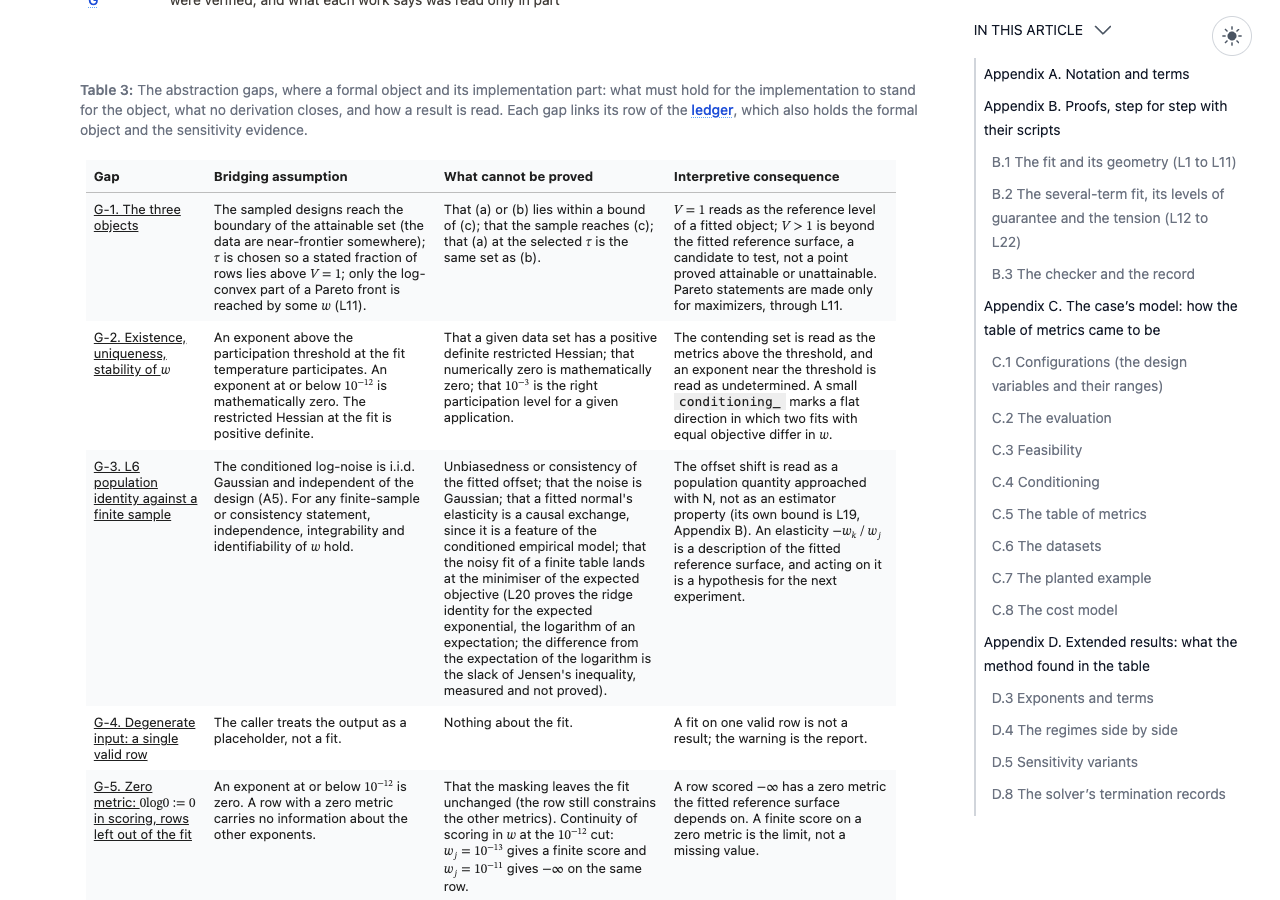 G were verified, and what each work says was read only in part
IN THIS ARTICLE
Table 3: The abstraction gaps, where a formal object and its implementation part: what must hold for the implementation to stand
for the object, what no derivation closes, and how a result is read. Each gap links its row of the ledger, which also holds the formal
object and the sensitivity evidence.
Gap Bridging assumption What cannot be proved Interpretive consequence
G-1. The three
objects
The sampled designs reach the
boundary of the attainable set (the
data are near-frontier somewhere);
τ is chosen so a stated fraction of
rows lies above V = 1; only the log-
convex part of a Pareto front is
reached by some w (L11).
That (a) or (b) lies within a bound
of (c); that the sample reaches (c);
that (a) at the selected τ is the
same set as (b).
V = 1 reads as the reference level
of a fitted object; V > 1 is beyond
the fitted reference surface, a
candidate to test, not a point
proved attainable or unattainable.
Pareto statements are made only
for maximizers, through L11.
G-2. Existence,
uniqueness,
stability of w
An exponent above the
participation threshold at the fit
temperature participates. An
exponent at or below 10⁻¹² is
mathematically zero. The
restricted Hessian at the fit is
positive definite.
That a given data set has a positive
definite restricted Hessian; that
numerically zero is mathematically
zero; that 10⁻³ is the right
participation level for a given
application.
The contending set is read as the
metrics above the threshold, and
an exponent near the threshold is
read as undetermined. A small
conditioning_ marks a flat
direction in which two fits with
equal objective differ in w.
G-3. L6
population
identity against a
finite sample
The conditioned log-noise is i.i.d.
Gaussian and independent of the
design (A5). For any finite-sample
or consistency statement,
independence, integrability and
identifiability of w hold.
Unbiasedness or consistency of
the fitted offset; that the noise is
Gaussian; that a fitted normal's
elasticity is a causal exchange,
since it is a feature of the
conditioned empirical model; that
the noisy fit of a finite table lands
at the minimiser of the expected
objective (L20 proves the ridge
identity for the expected
exponential, the logarithm of an
expectation; the difference from
the expectation of the logarithm is
the slack of Jensen's inequality,
measured and not proved).
The offset shift is read as a
population quantity approached
with N, not as an estimator
property (its own bound is L19,
Appendix B). An elasticity −wₖ / wⱼ
is a description of the fitted
reference surface, and acting on it
is a hypothesis for the next
experiment.
G-4. Degenerate
input: a single
valid row
The caller treats the output as a
placeholder, not a fit.
Nothing about the fit.
A fit on one valid row is not a
result; the warning is the report.
G-5. Zero
metric: 0log0 := 0
in scoring, rows
left out of the fit
An exponent at or below 10⁻¹² is
zero. A row with a zero metric
carries no information about the
other exponents.
That the masking leaves the fit
unchanged (the row still constrains
the other metrics). Continuity of
scoring in w at the 10⁻¹² cut:
wⱼ = 10⁻¹³ gives a finite score and
wⱼ = 10⁻¹¹ gives −∞ on the same
row.
A row scored −∞ has a zero metric
the fitted reference surface
depends on. A finite score on a
zero metric is the limit, not a
missing value.
Appendix A. Notation and terms
Appendix B. Proofs, step for step with
their scripts
B.1 The fit and its geometry (L1 to L11)
B.2 The several-term fit, its levels of
guarantee and the tension (L12 to
L22)
B.3 The checker and the record
Appendix C. The case's model: how the
table of metrics came to be
C.1 Configurations (the design
variables and their ranges)
C.2 The evaluation
C.3 Feasibility
C.4 Conditioning
C.5 The table of metrics
C.6 The datasets
C.7 The planted example
C.8 The cost model
Appendix D. Extended results: what the
method found in the table
D.3 Exponents and terms
D.4 The regimes side by side
D.5 Sensitivity variants
D.8 The solver's termination records